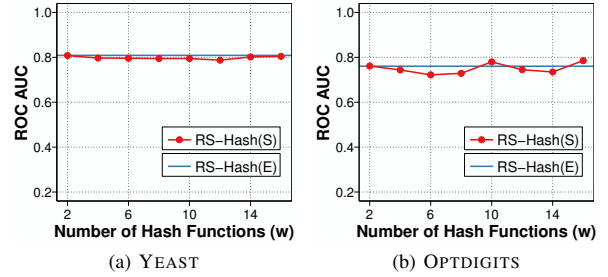 1.0
0.8
0.6
0.4
0.2
ROC AUC
RS−Hash(S)
RS−Hash(E)
2 6 10 14
Number of Hash Functions (w)
(a) YEAST
1.0
0.8
0.6
0.4
0.2
ROC AUC
RS−Hash(S)
RS−Hash(E)
2 6 10 14
Number of Hash Functions (w)
(b) OPTDIGITS